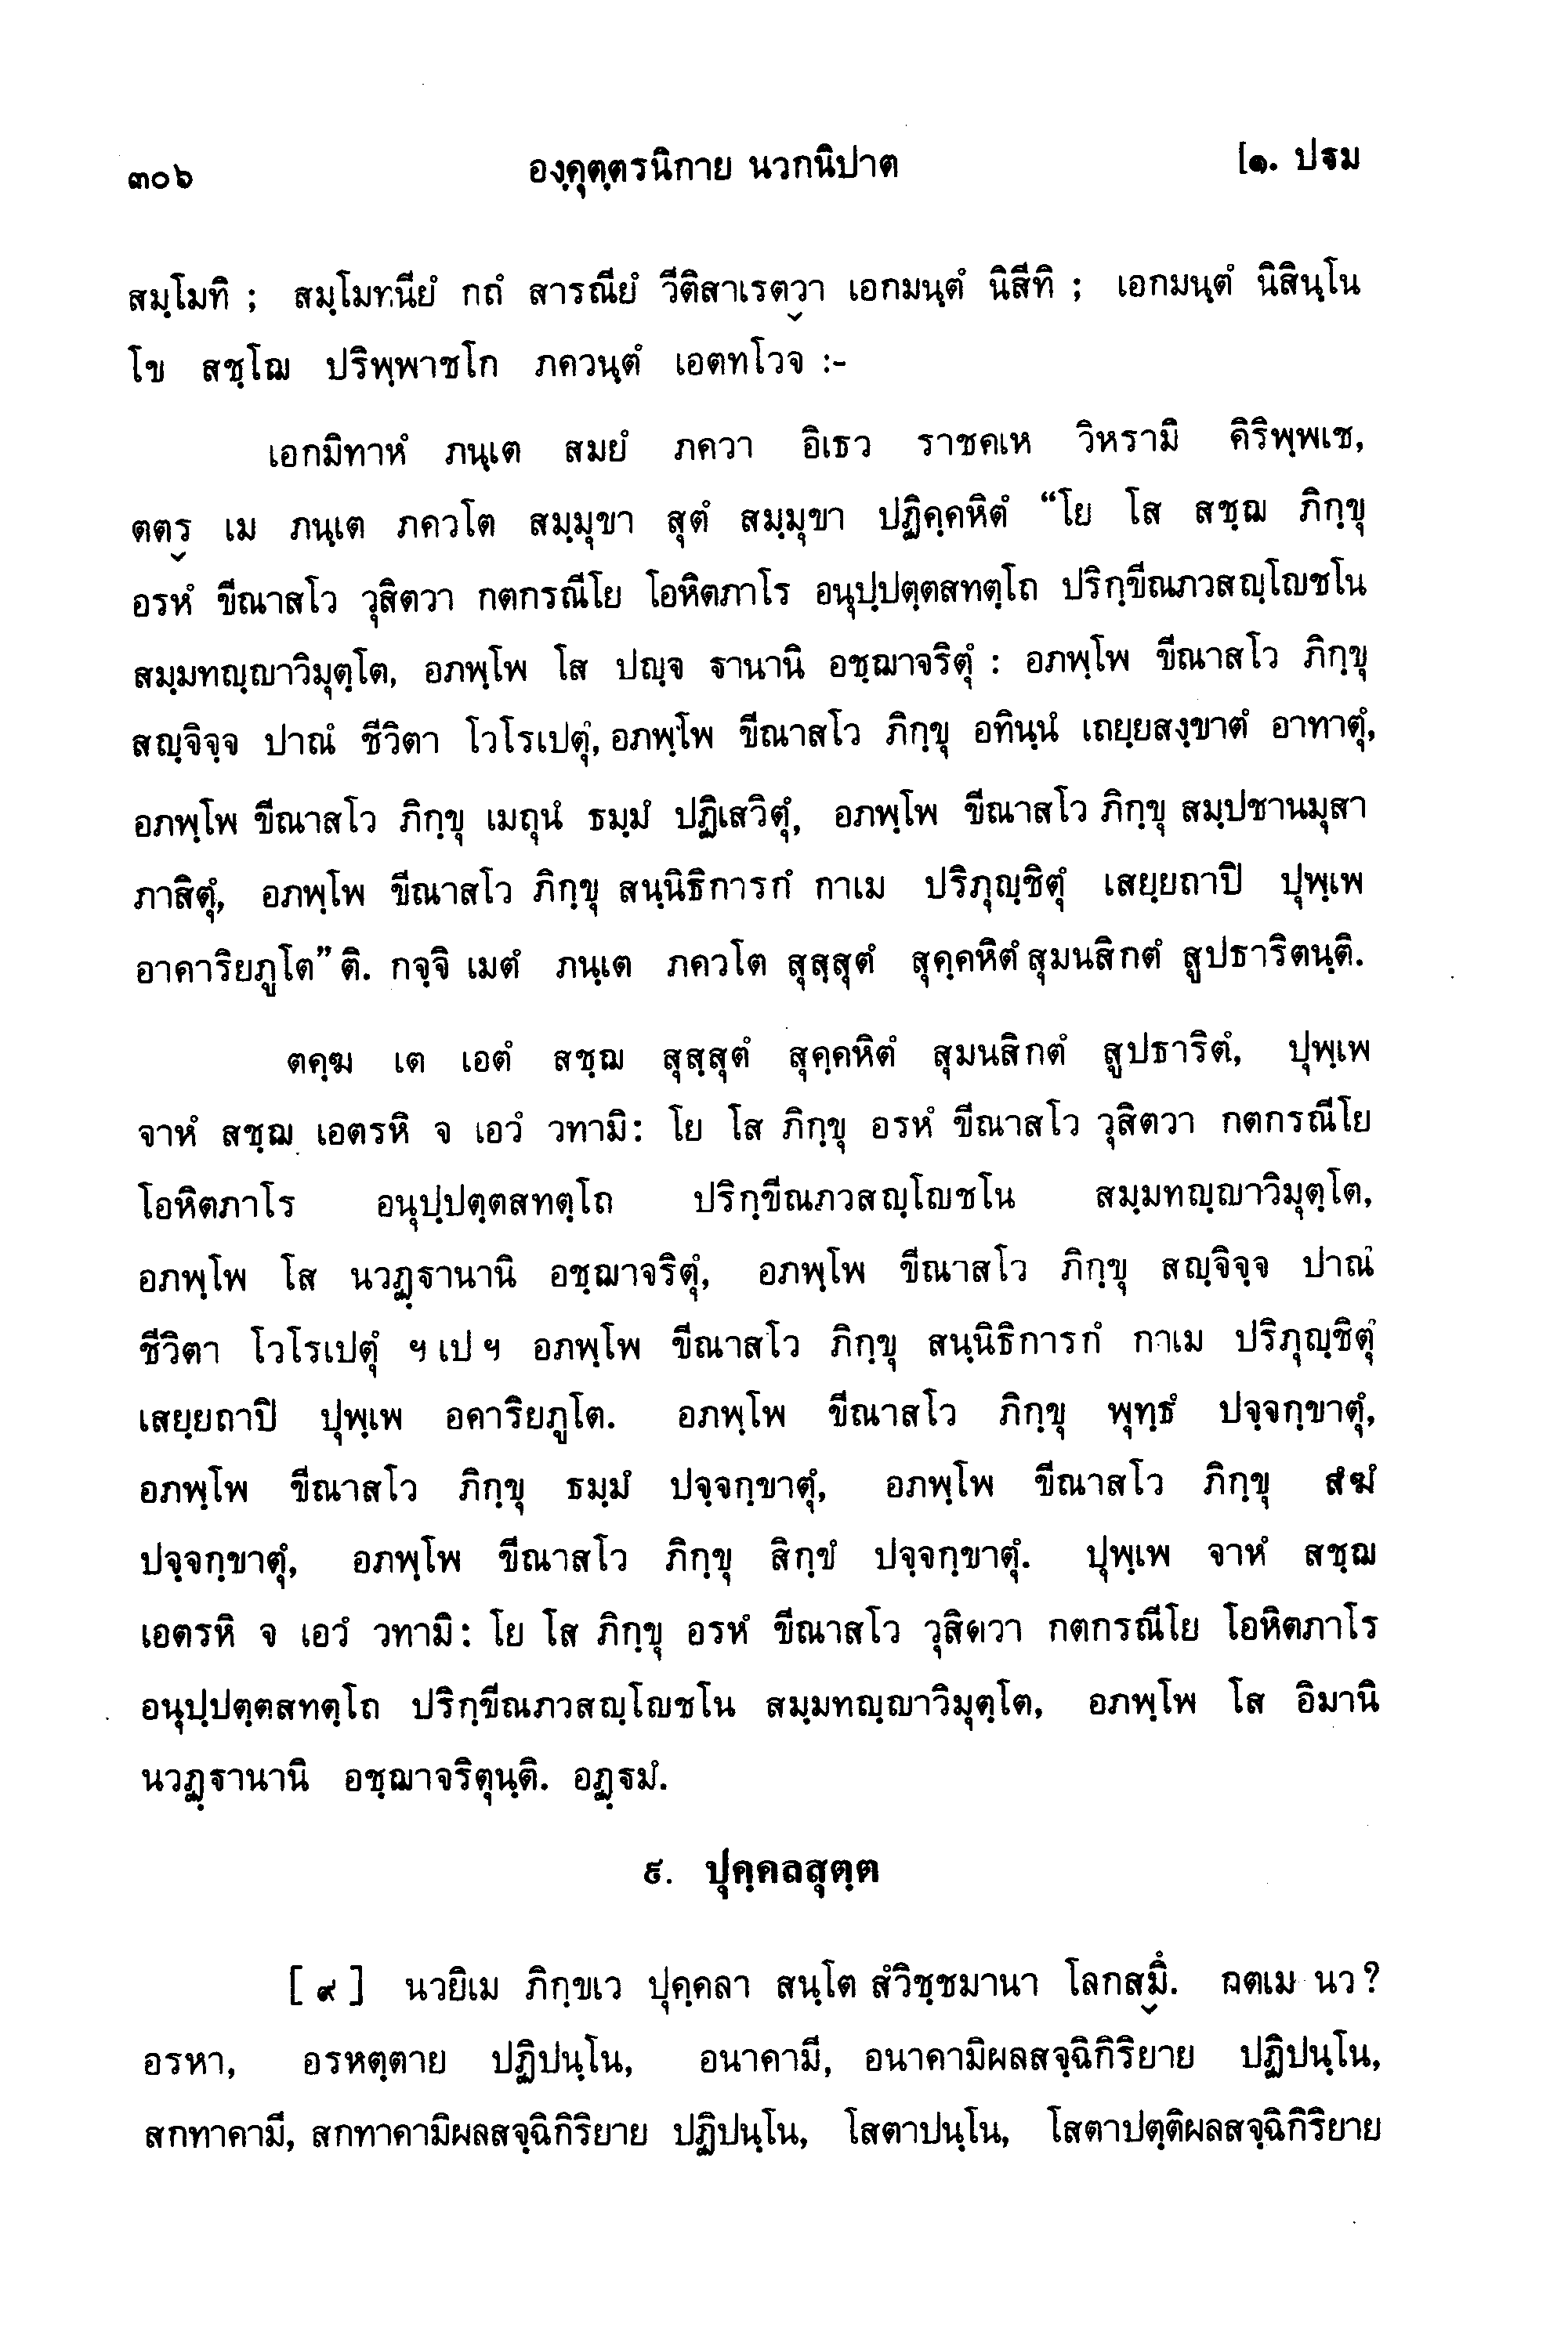 ๓๐๖ องฺคุตฺตรนิกาย นวกนิปาต [๑. ปฐม
สมฺโมทิ ; สมฺโมทนียํ กถํ สารณียํ วีติสาเรตฺวา เอกมนฺตํ นิสีทิ ; เอกมนฺตํ นิสินฺโน
โข สชฺโฌ ปริพฺพาชโก ภควนฺตํ เอตทโวจ :-
เอกมิทาหํ ภนฺเต สมยํ ภควา อิเธว ราชคเห วิหรามิ คิริพฺพเช,
ตตฺร เม ภนฺเต ภควโต สมฺมุขา สุตํ สมฺมุขา ปฏิคฺคหิตํ “โย โส สชฺฌ ภิกฺขุ
อรหํ ขีณาสโว วุสิตวา กตกรณีโย โอหิตภาโร อนุปฺปตฺตสทตฺโถ ปริกฺขีณภวสญฺโญชโน
สมฺมทญฺญาวิมุตฺโต, อภพฺโพ โส ปญฺจ ฐานานิ อชฺฌาจริตุํ : อภพฺโพ ขีณาสโว ภิกฺขุ
สญฺจิจฺจ ปาณํ ชีวิตา โวโรเปตุํ, อภพฺโพ ขีณาสโว ภิกฺขุ อทินฺนํ เถยฺยสงฺขาตํ อาทาตุํ,
อภพฺโพ ขีณาสโว ภิกฺขุ เมถุนํ ธมฺมํ ปฏิเสวิตุํ, อภพฺโพ ขีณาสโว ภิกฺขุ สมฺปชานมุสา
ภาสิตุํ, อภพฺโพ ขีณาสโว ภิกฺขุ สนฺนิธิการกํ กาเม ปริภุญฺชิตุํ เสยฺยถาปิ ปุพฺเพ
อาคาริยภูโต” ติ. กจฺจิ เมตํ ภนฺเต ภควโต สุสฺสุตํ สุคฺคหิตํ สุมนสิกตํ สูปธาริตนฺติ.
ตคฺฆ เต เอตํ สชฺฌ สุสฺสุตํ สุคฺคหิตํ สุมนสิกตํ สูปธาริตํ, ปุพฺเพ
จาหํ สชฺฌ เอตรหิ จ เอวํ วทามิ: โย โส ภิกฺขุ อรหํ ขีณาสโว วุสิตวา กตกรณีโย
โอหิตภาโร อนุปฺปตฺตสทตฺโถ ปริกฺขีณภวสญฺโญชโน สมฺมทญฺญาวิมุตฺโต,
อภพฺโพ โส นวฏฺฐานานิ อชฺฌาจริตุํ, อภพฺโพ ขีณาสโว ภิกฺขุ สญฺจิจฺจ ปาณํ
ชีวิตา โวโรเปตุํ ฯ เป ฯ อภพฺโพ ขีณาสโว ภิกฺขุ สนฺนิธิการกํ กาเม ปริภุญฺชิตุํ
เสยฺยถาปิ ปุพฺเพ อคาริยภูโต. อภพฺโพ ขีณาสโว ภิกฺขุ พุทฺธํ ปจฺจกฺขาตุํ,
อภพฺโพ ขีณาสโว ภิกฺขุ ธมฺมํ ปจฺจกฺขาตุํ, อภพฺโพ ขีณาสโว ภิกฺขุ สํฆํ
ปจฺจกฺขาตุํ, อภพฺโพ ขีณาสโว ภิกฺขุ สิกฺขํ ปจฺจกฺขาตุํ. ปุพฺเพ จาหํ สชฺฌ
เอตรหิ จ เอวํ วทามิ: โย โส ภิกฺขุ อรหํ ขีณาสโว วุสิตวา กตกรณีโย โอหิตภาโร
อนุปฺปตฺตสทตฺโถ ปริกฺขีณภวสญฺโญชโน สมฺมทญฺญาวิมุตฺโต, อภพฺโพ โส อิมานิ
นวฏฺฐานานิ อชฺฌาจริตุนฺติ. อฏฺฐมํ.
๙. ปุคฺคลสุตฺต
[ ๙ ] นวยิเม ภิกฺขเว ปุคฺคลา สนฺโต สํวิชฺชมานา โลกสฺมึ. กตเม นว ?
อรหา, อรหตฺตาย ปฏิปนฺโน, อนาคามี, อนาคามิผลสจฺฉิกิริยาย ปฏิปนฺโน,
สกทาคามี, สกทาคามิผลสจฺฉิกิริยาย ปฏิปนฺโน, โสตาปนฺโน, โสตาปตฺติผลสจฺฉิกิริยาย